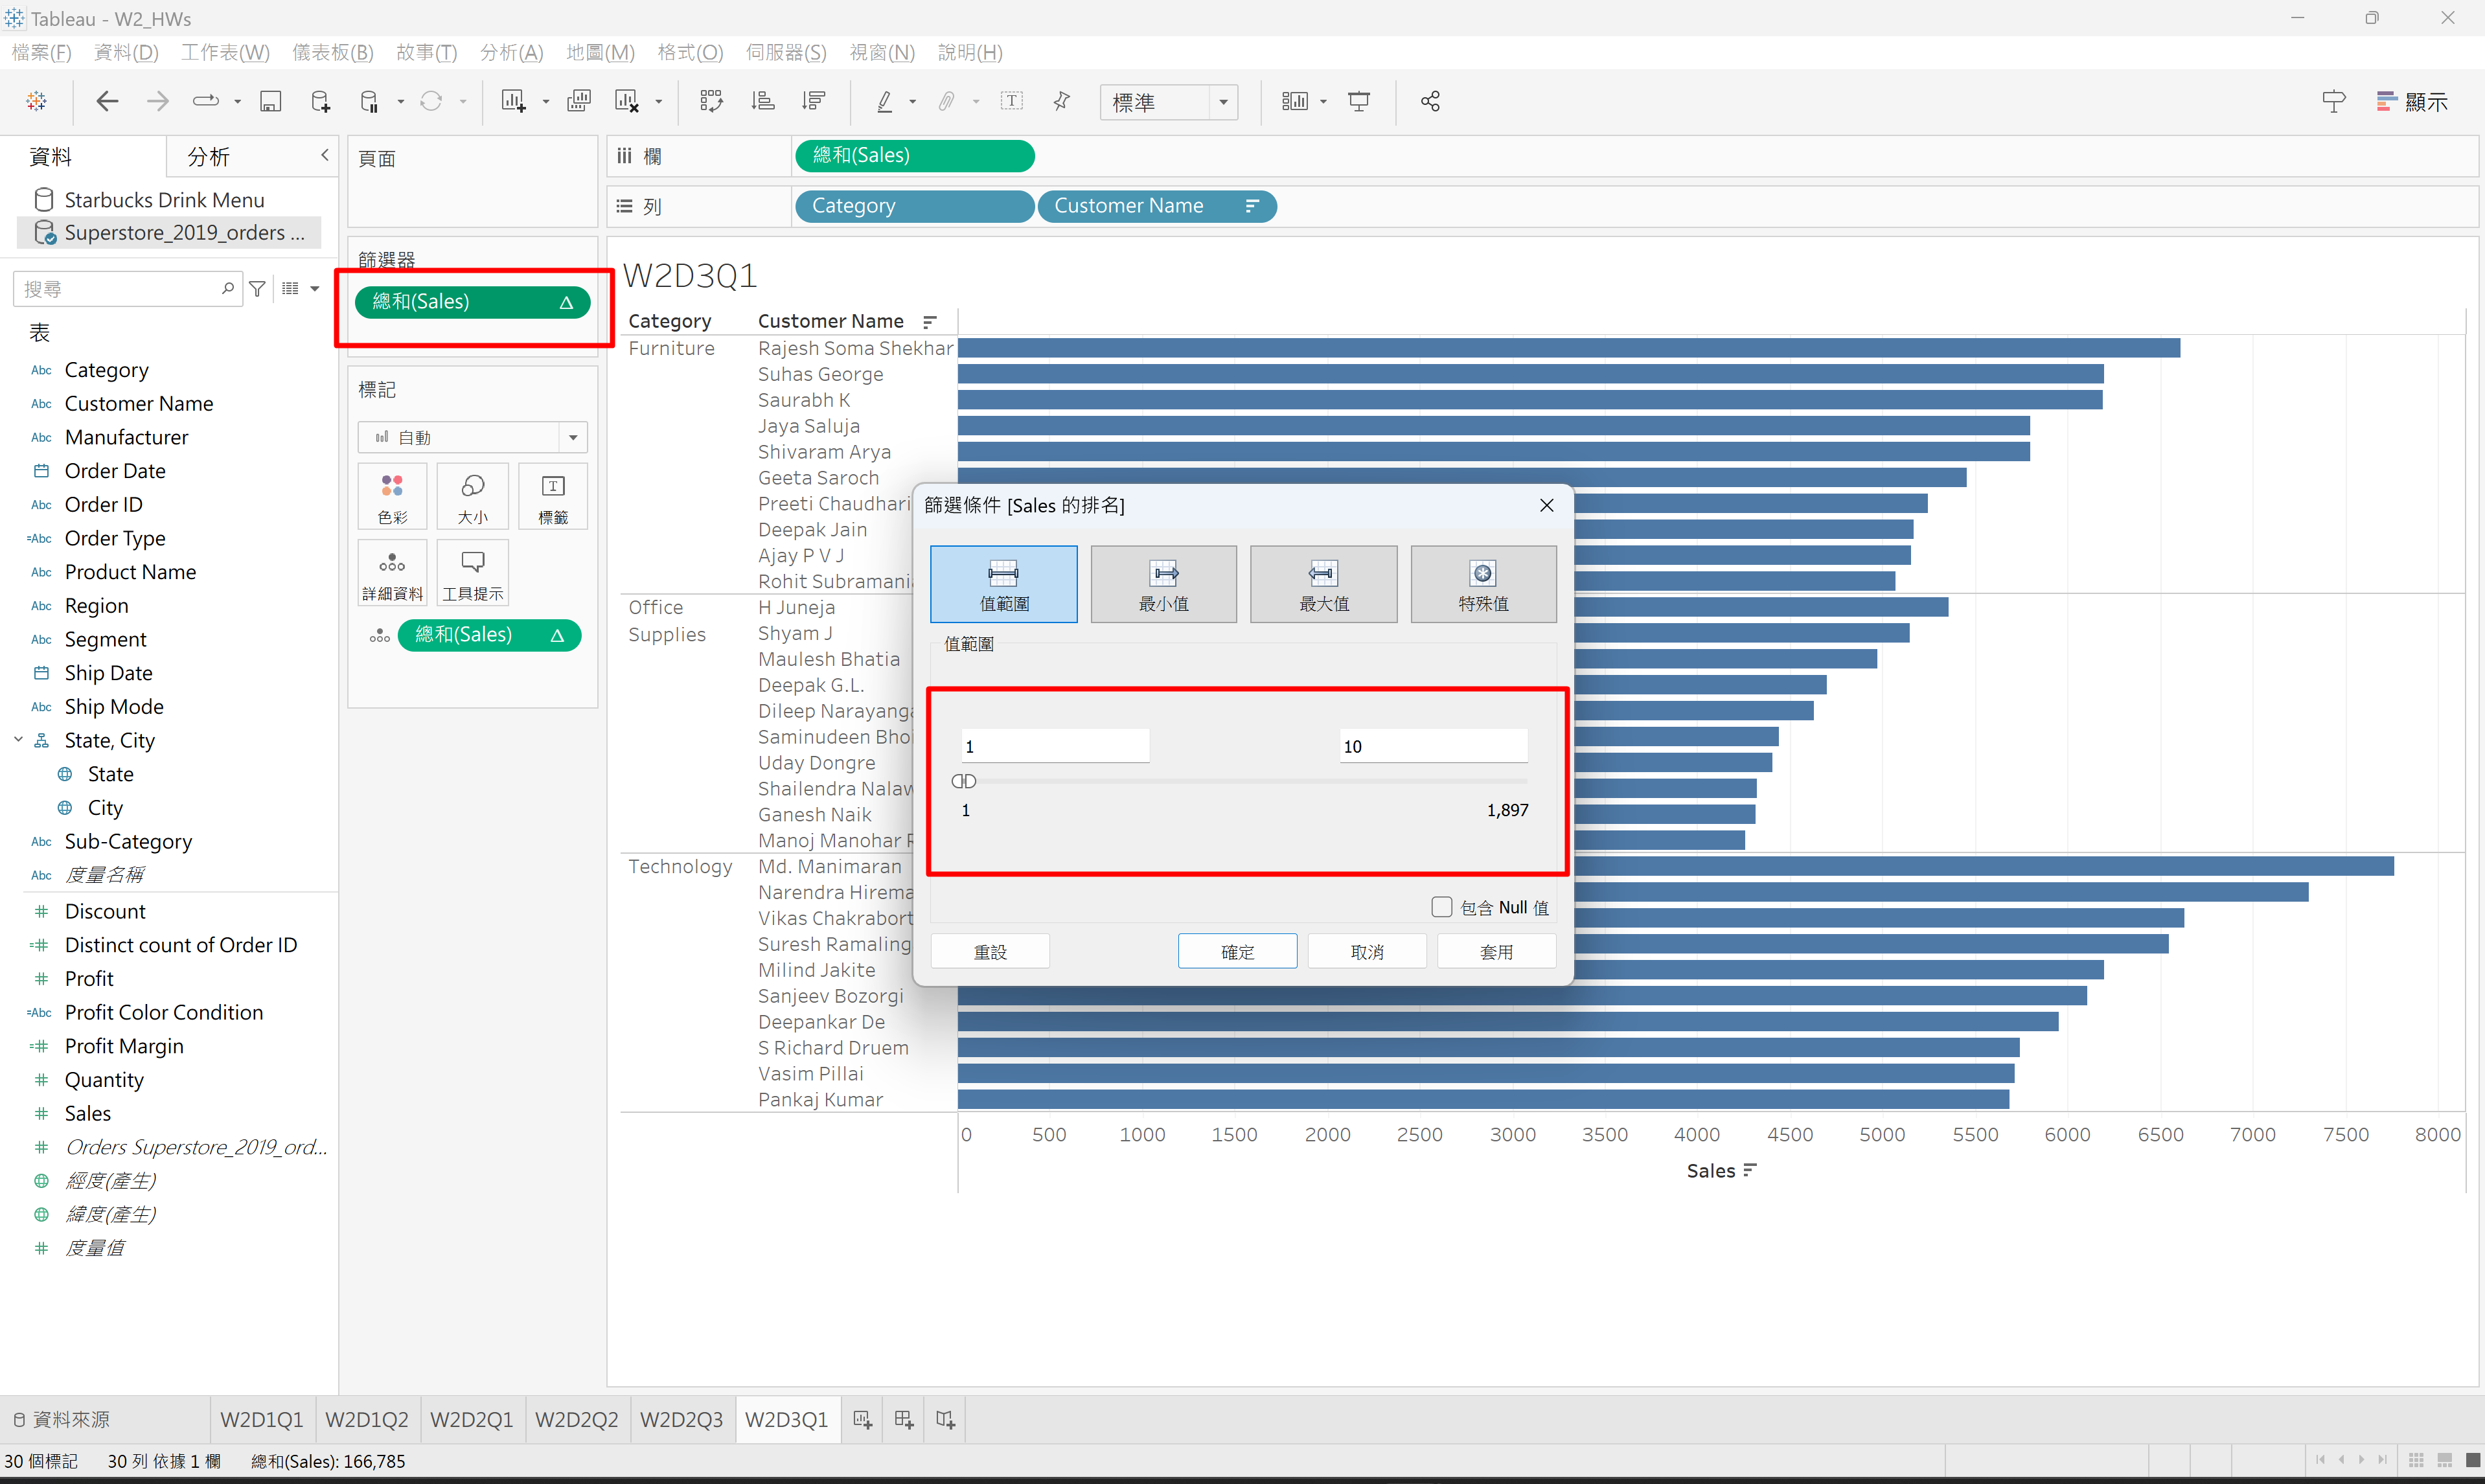 Tableau - W2_HWs
檔案(F) 資料(D) 工作表(W) 儀表板(B) 故事(T) 分析(A) 地圖(M) 格式(O) 伺服器(S) 視窗(N) 說明(H)
標準
顯示
資料 分析
Starbucks Drink Menu
Superstore_2019_orders ...
搜尋
表
Category
Customer Name
Manufacturer
Order Date
Order ID
Order Type
Product Name
Region
Segment
Ship Date
Ship Mode
State, City
State
City
Sub-Category
度量名稱
Discount
Distinct count of Order ID
Profit
Profit Color Condition
Profit Margin
Quantity
Sales
Orders Superstore_2019_ord...
經度(產生)
緯度(產生)
度量值
頁面
篩選器
總和(Sales)
標記
自動
色彩 大小 標籤
詳細資料 工具提示
總和(Sales)
欄 總和(Sales)
列 Category Customer Name
W2D3Q1
Category Customer Name
Furniture Rajesh Soma Shekhar
Suhas George
Saurabh K
Jaya Saluja
Shivaram Arya
Geeta Saroch
Preeti Chaudhari
Deepak Jain
Ajay P V J
Rohit Subramani
Office Supplies H Juneja
Shyam J
Maulesh Bhatia
Deepak G.L.
Dileep Narayang
Saminudeen Bhoi
Uday Dongre
Shailendra Nalaw
Ganesh Naik
Manoj Manohar
Technology Md. Manimaran
Narendra Hirema
Vikas Chakrabort
Suresh Ramaling
Milind Jakite
Sanjeev Bozorgi
Deepankar De
S Richard Druem
Vasim Pillai
Pankaj Kumar
0 500 1000 1500 2000 2500 3000 3500 4000 4500 5000 5500 6000 6500 7000 7500 8000
Sales
篩選條件 [Sales 的排名]
值範圍 最小值 最大值 特殊值
值範圍
1 10
1 1,897
包含 Null 值
重設 確定 取消 套用
資料來源 W2D1Q1 W2D1Q2 W2D2Q1 W2D2Q2 W2D2Q3 W2D3Q1
30 個標記 30 列 依據 1 欄 總和(Sales): 166,785